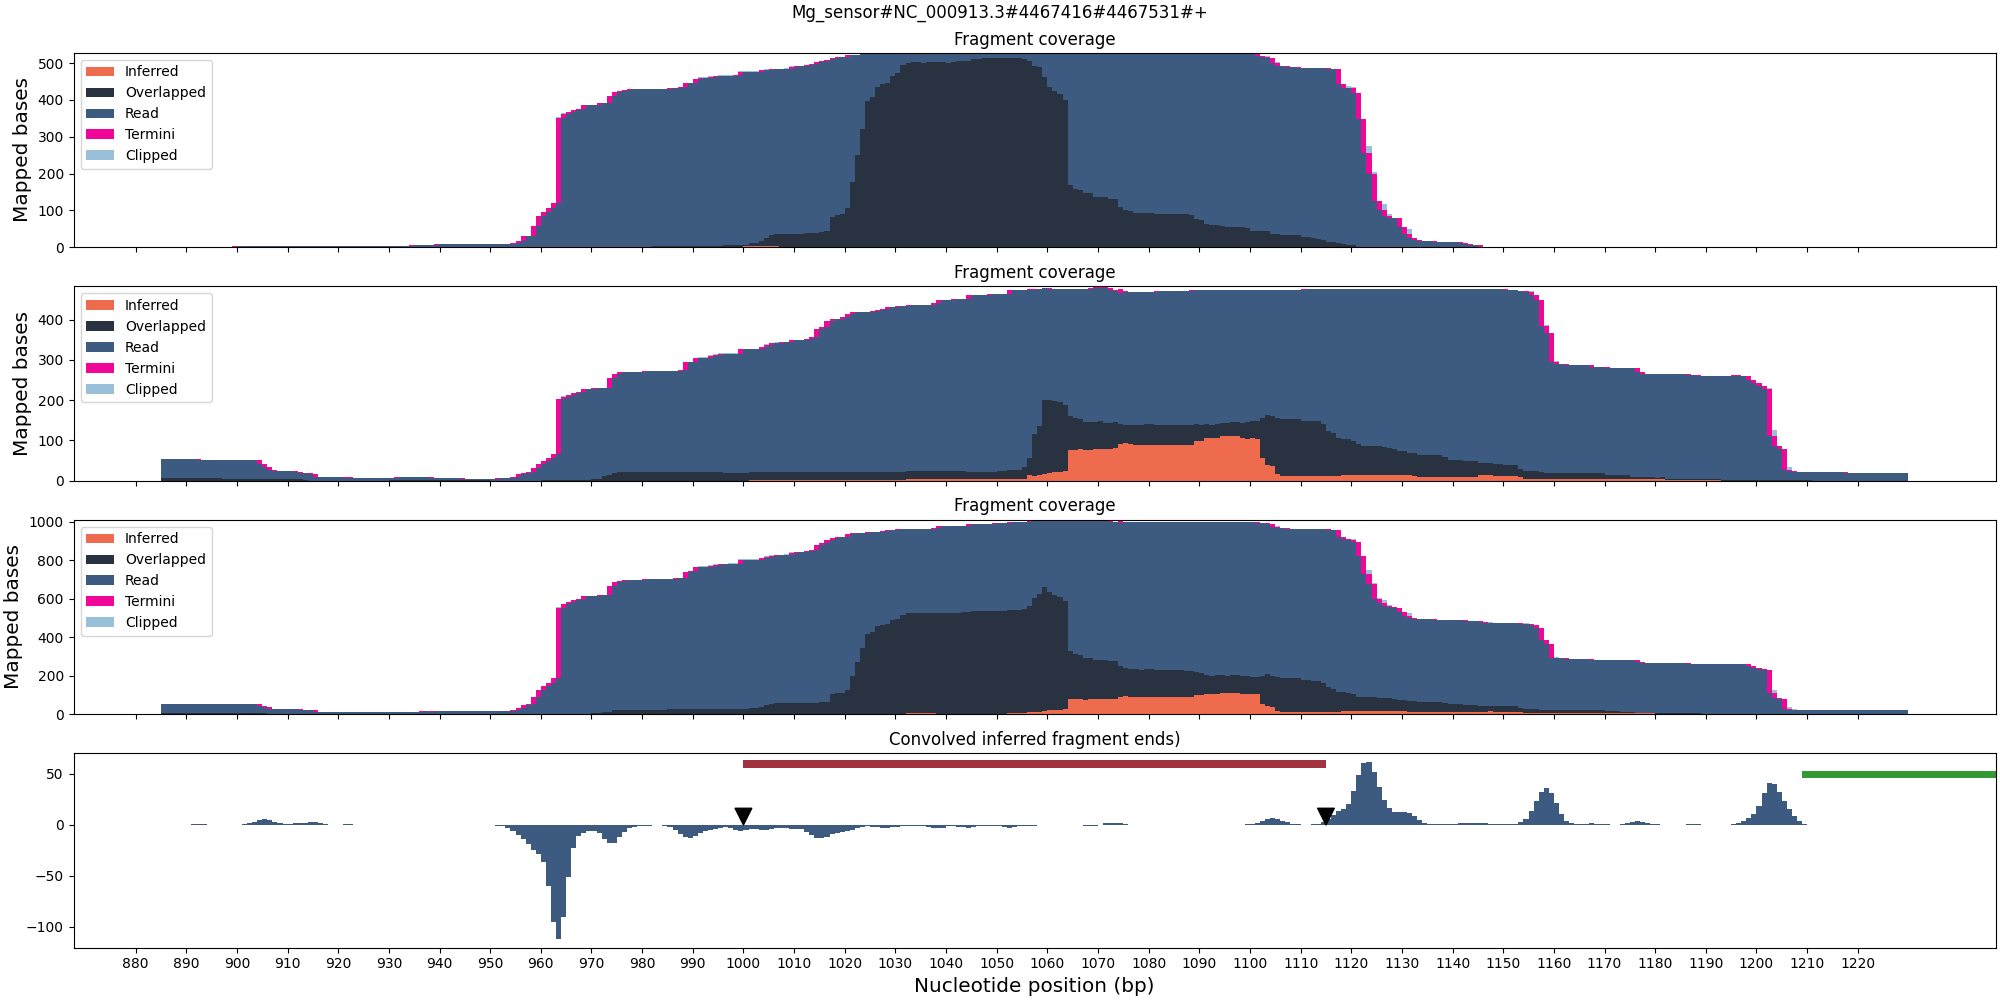 Mg_sensor#NC_000913.3#4467416#4467531#+
Fragment coverage
Mapped bases
500
400
300
200
100
0
Inferred
Overlapped
Read
Termini
Clipped
Fragment coverage
Mapped bases
400
300
200
100
0
Inferred
Overlapped
Read
Termini
Clipped
Fragment coverage
Mapped bases
1000
800
600
400
200
0
Inferred
Overlapped
Read
Termini
Clipped
Convolved inferred fragment ends)
50
0
−50
−100
880 890 900 910 920 930 940 950 960 970 980 990 1000 1010 1020 1030 1040 1050 1060 1070 1080 1090 1100 1110 1120 1130 1140 1150 1160 1170 1180 1190 1200 1210 1220
Nucleotide position (bp)